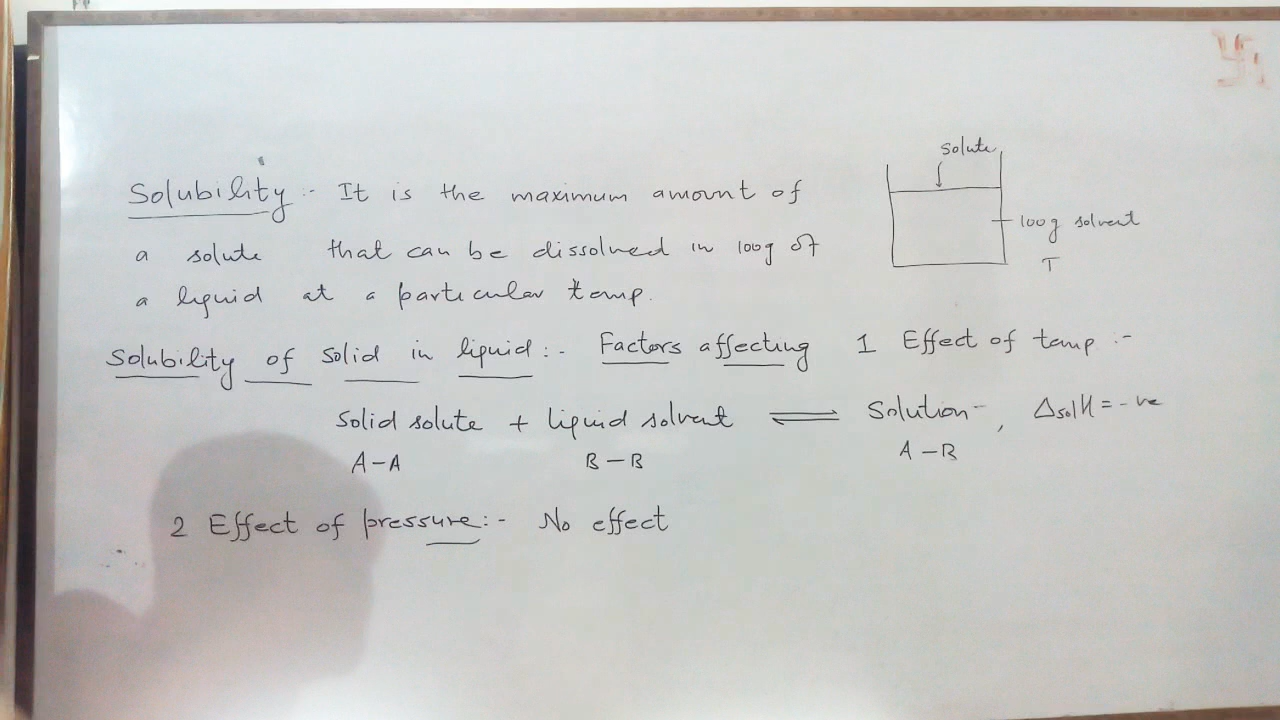 Solubility :- It is the maximum amount of
a solute that can be dissolved in 100g of
a liquid at a particular temp.
solute
100g solvent
T
Solubility of solid in liquid :- Factors affecting 1 Effect of temp :-
Solid solute + liquid solvent ⇌ Solution , ΔsolH = -ve
A-A B-B A-B
2 Effect of pressure :- No effect